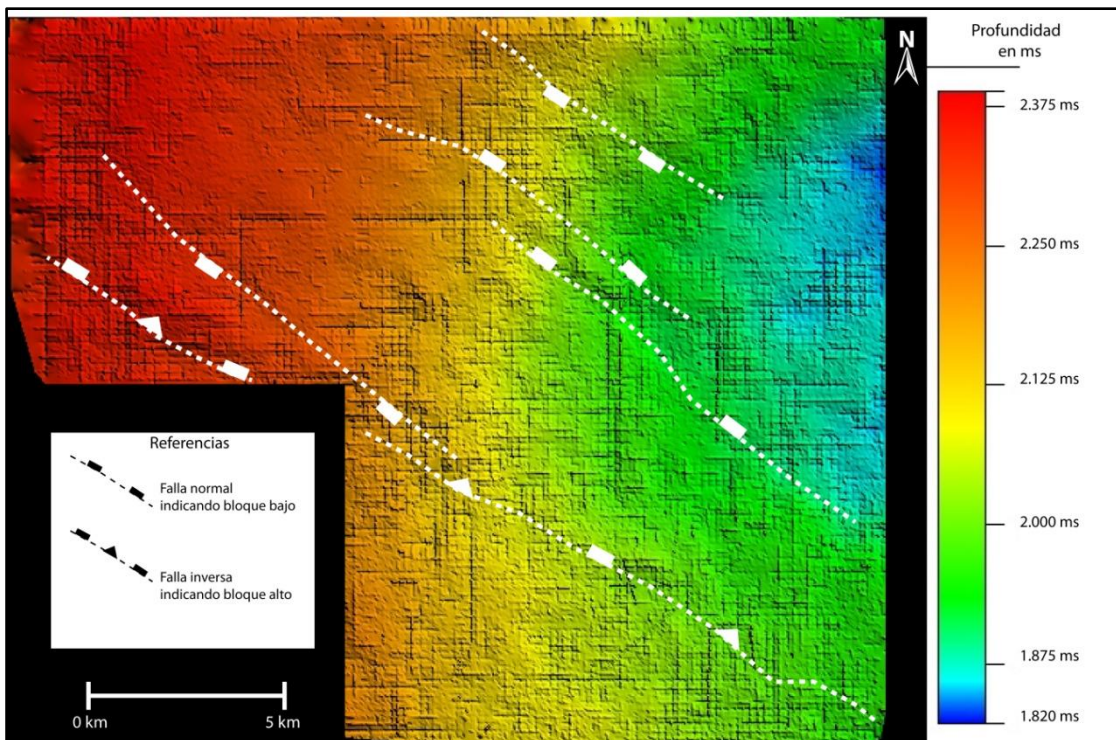 N
Profundidad
en ms
2.375 ms
2.250 ms
2.125 ms
2.000 ms
1.875 ms
1.820 ms
Referencias
Falla normal
indicando bloque bajo
Falla inversa
indicando bloque alto
0 km
5 km